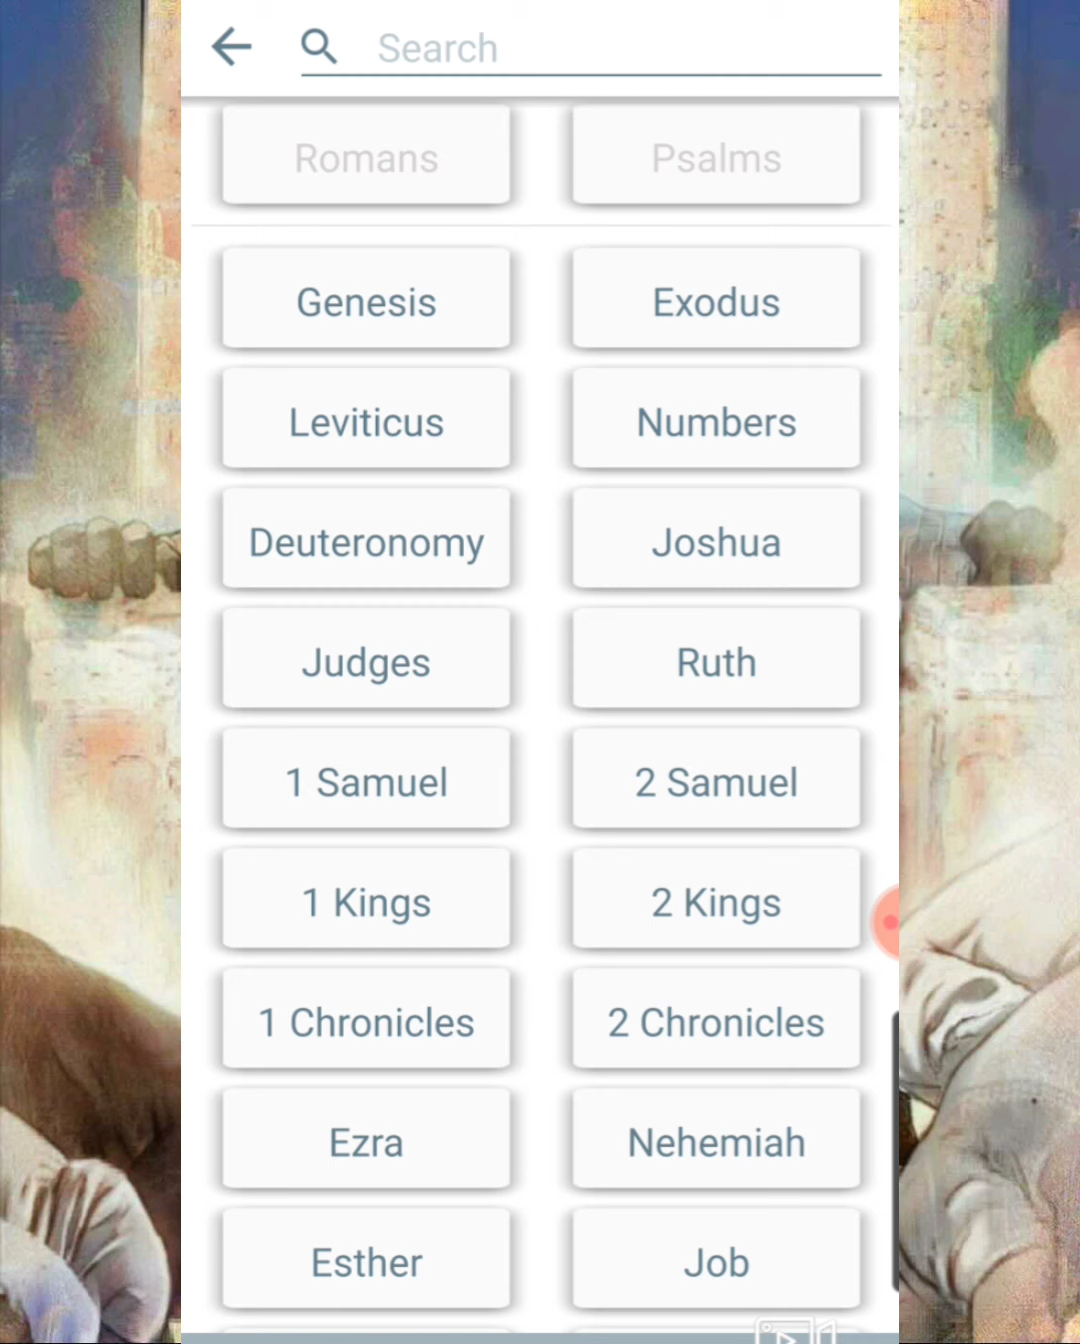 Search
Romans Psalms
Genesis Exodus
Leviticus Numbers
Deuteronomy Joshua
Judges Ruth
1 Samuel 2 Samuel
1 Kings 2 Kings
1 Chronicles 2 Chronicles
Ezra Nehemiah
Esther Job